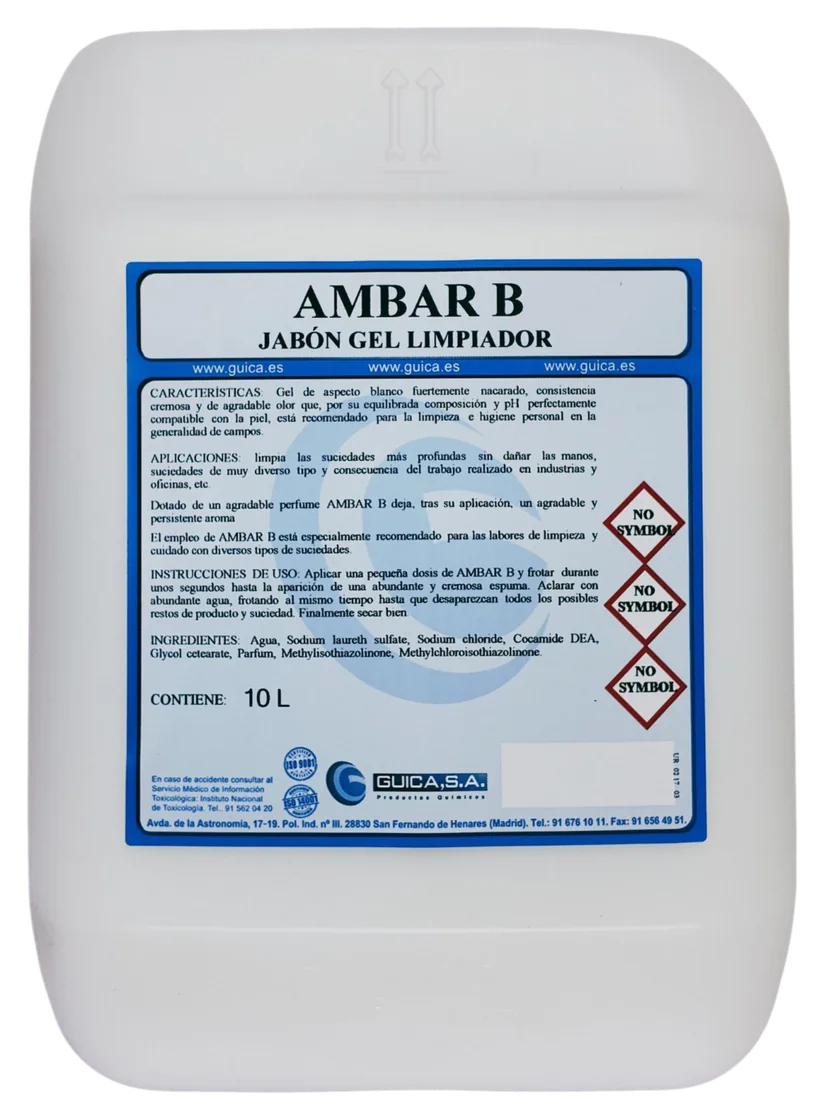 AMBAR B
JABÓN GEL LIMPIADOR
www.guica.es www.guica.es www.guica.es
CARACTERÍSTICAS: Gel de aspecto blanco fuertemente nacarado, consistencia
cremosa y de agradable olor que, por su equilibrada composición y pH perfectamente
compatible con la piel, está recomendado para la limpieza e higiene personal en la
generalidad de campos.
APLICACIONES: limpia las suciedades más profundas sin dañar las manos,
suciedades de muy diverso tipo y consecuencia del trabajo realizado en industrias y
oficinas, etc.
Dotado de un agradable perfume AMBAR B deja, tras su aplicación, un agradable y
persistente aroma
El empleo de AMBAR B está especialmente recomendado para las labores de limpieza y
cuidado con diversos tipos de suciedades.
INSTRUCCIONES DE USO: Aplicar una pequeña dosis de AMBAR B y frotar durante
unos segundos hasta la aparición de una abundante y cremosa espuma. Aclarar con
abundante agua, frotando al mismo tiempo hasta que desaparezcan todos los posibles
restos de producto y suciedad. Finalmente secar bien
INGREDIENTES: Agua, Sodium laureth sulfate, Sodium chloride, Cocamide DEA,
Glycol cetearate, Parfum, Methylisothiazolinone, Methylchloroisothiazolinone.
CONTIENE: 10 L
NO
SYMBOL
NO
SYMBOL
NO
SYMBOL
En caso de accidente consultar al
Servicio Médico de Información
Toxicológica: Instituto Nacional
de Toxicología. Tel.. 91 562 04 20
ISO 9001
ISO 14001
GUICA, S.A.
Productos Químicos
UR 02 17 03
Avda. de la Astronomía, 17-19. Pol. Ind. nº III. 28830 San Fernando de Henares (Madrid). Tel.: 91 676 10 11. Fax: 91 656 49 51.